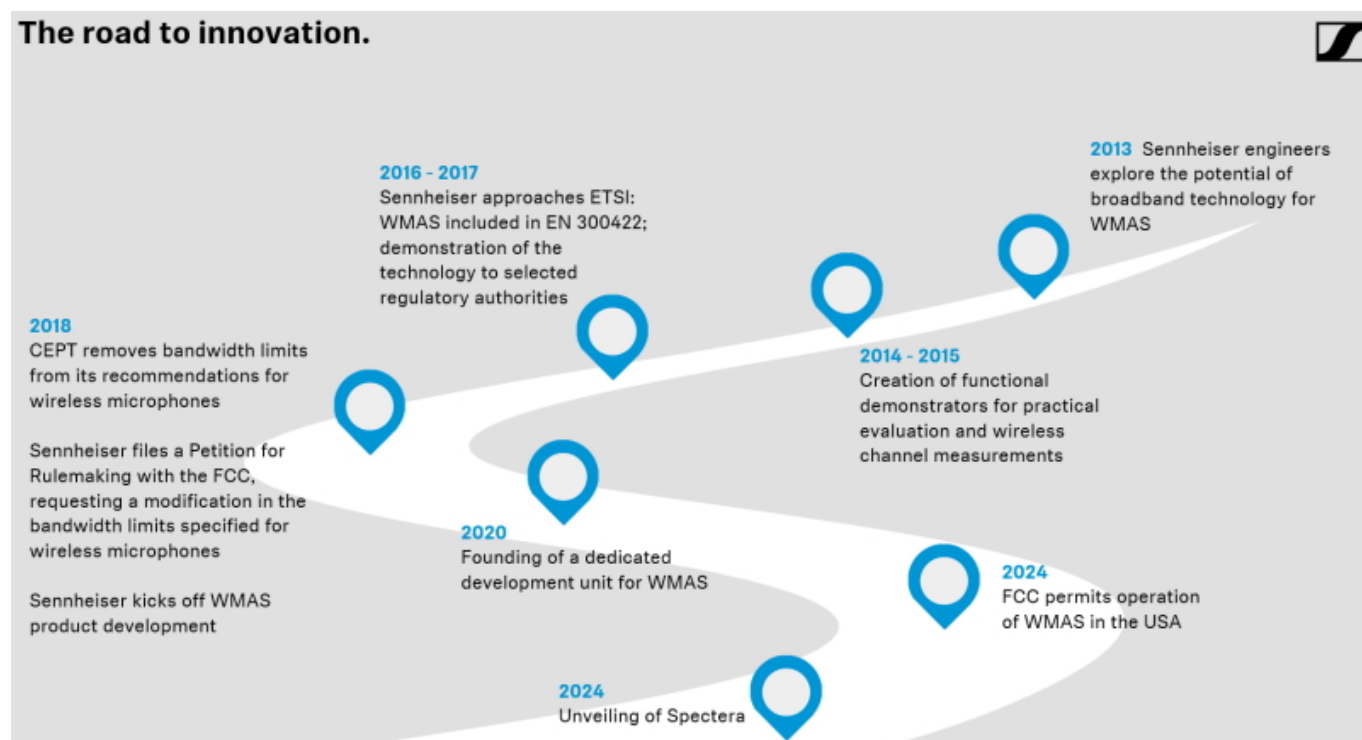 The road to innovation.
2013 Sennheiser engineers
explore the potential of
broadband technology for
WMAS
2014 - 2015
Creation of functional
demonstrators for practical
evaluation and wireless
channel measurements
2016 - 2017
Sennheiser approaches ETSI:
WMAS included in EN 300422;
demonstration of the
technology to selected
regulatory authorities
2018
CEPT removes bandwidth limits
from its recommendations for
wireless microphones
Sennheiser files a Petition for
Rulemaking with the FCC,
requesting a modification in the
bandwidth limits specified for
wireless microphones
Sennheiser kicks off WMAS
product development
2020
Founding of a dedicated
development unit for WMAS
2024
FCC permits operation
of WMAS in the USA
2024
Unveiling of Spectera